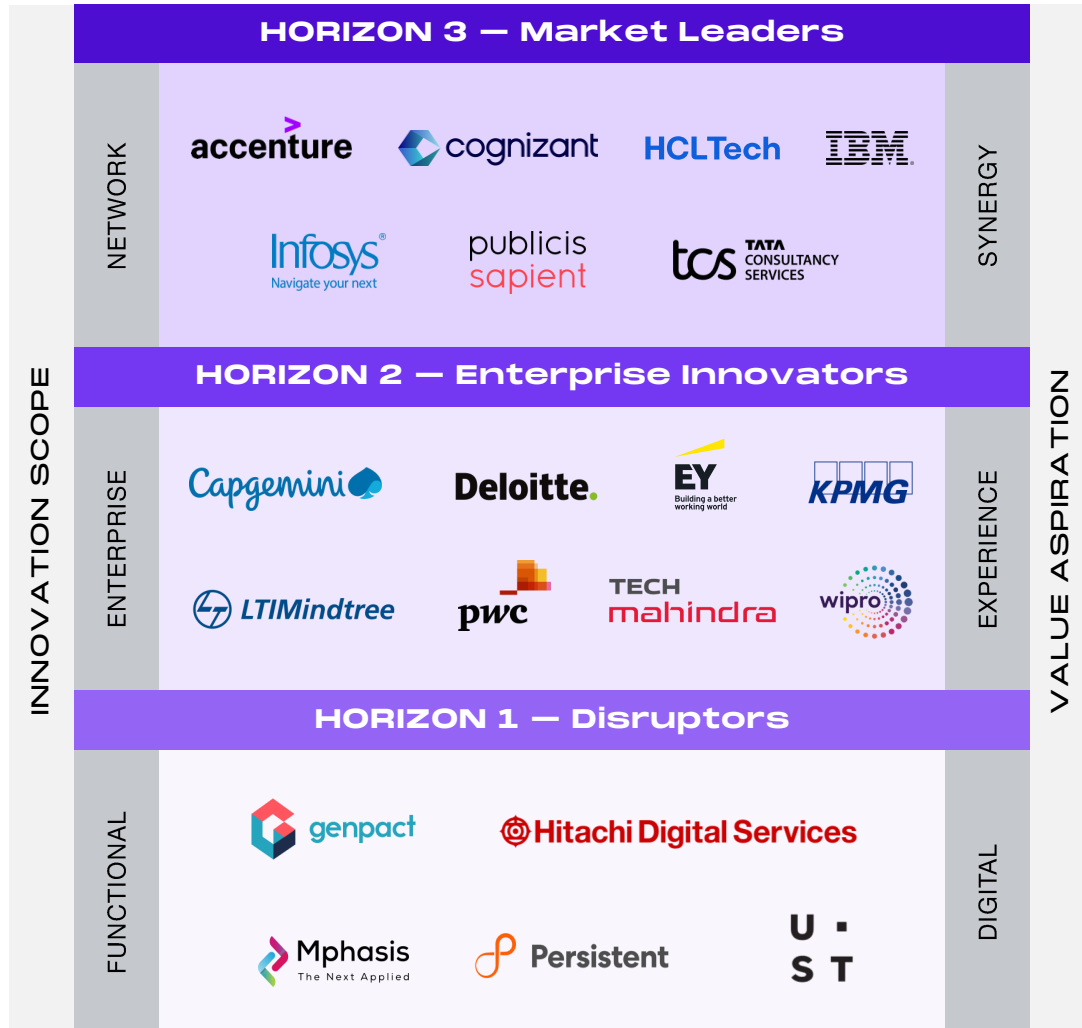 HORIZON 3 — Market Leaders
INNOVATION SCOPE
VALUE ASPIRATION
NETWORK
SYNERGY
accenture
cognizant
HCLTech
IBM®
Infosys®
Navigate your next
publicis
sapient
tcs
TATA
CONSULTANCY
SERVICES
HORIZON 2 — Enterprise Innovators
ENTERPRISE
EXPERIENCE
Capgemini
Deloitte.
EY
Building a better
working world
KPMG
LT
LTIMindtree
pwc
TECH
mahindra
wipro
HORIZON 1 — Disruptors
FUNCTIONAL
DIGITAL
genpact
Hitachi Digital Services
Mphasis
The Next Applied
Persistent
U ·
S T